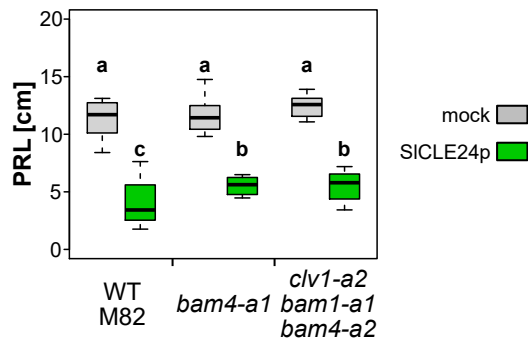 20
15
10
5
0
PRL [cm]
a
a
a
c
b
b
mock
SlCLE24p
WT
M82
bam4-a1
clv1-a2
bam1-a1
bam4-a2